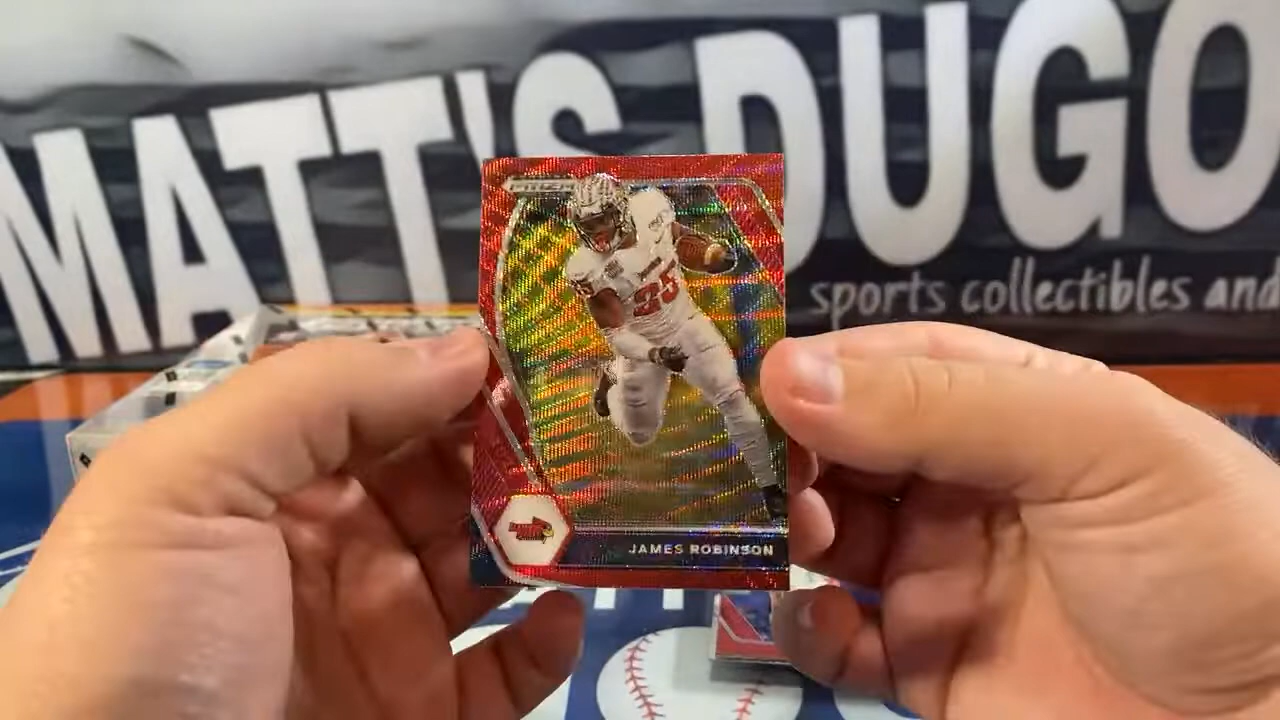 MATT'S DUGO
sports collectibles and
PRIZM
25
JAMES ROBINSON